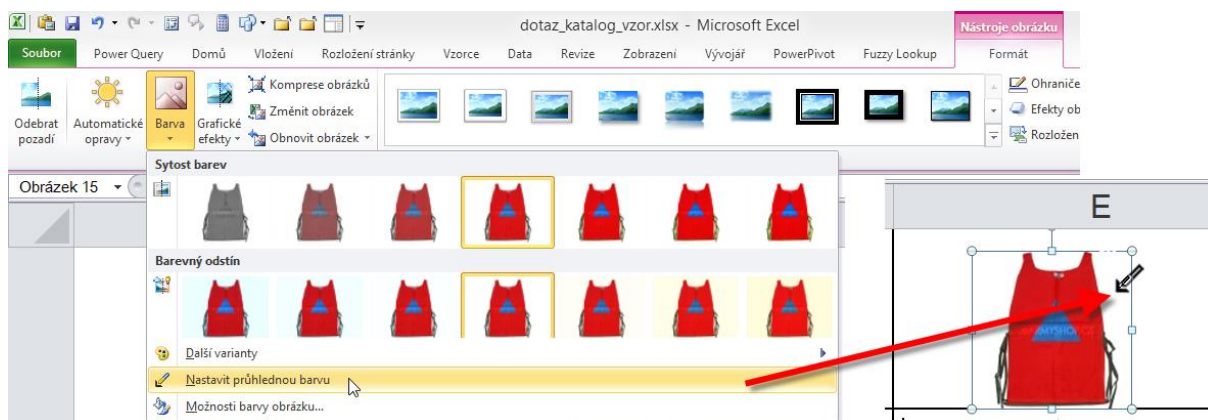 dotaz_katalog_vzor.xlsx - Microsoft Excel
Nástroje obrázku
Soubor Power Query Domů Vložení Rozložení stránky Vzorce Data Revize Zobrazení Vývojář PowerPivot Fuzzy Lookup Formát
Odebrat pozadí
Automatické opravy
Barva
Grafické efekty
Komprese obrázků
Změnit obrázek
Obnovit obrázek
Ohraniče
Efekty ob
Rozložen
Sytost barev
Obrázek 15
E
Barevný odstín
Další varianty
Nastavit průhlednou barvu
Možnosti barvy obrázku...